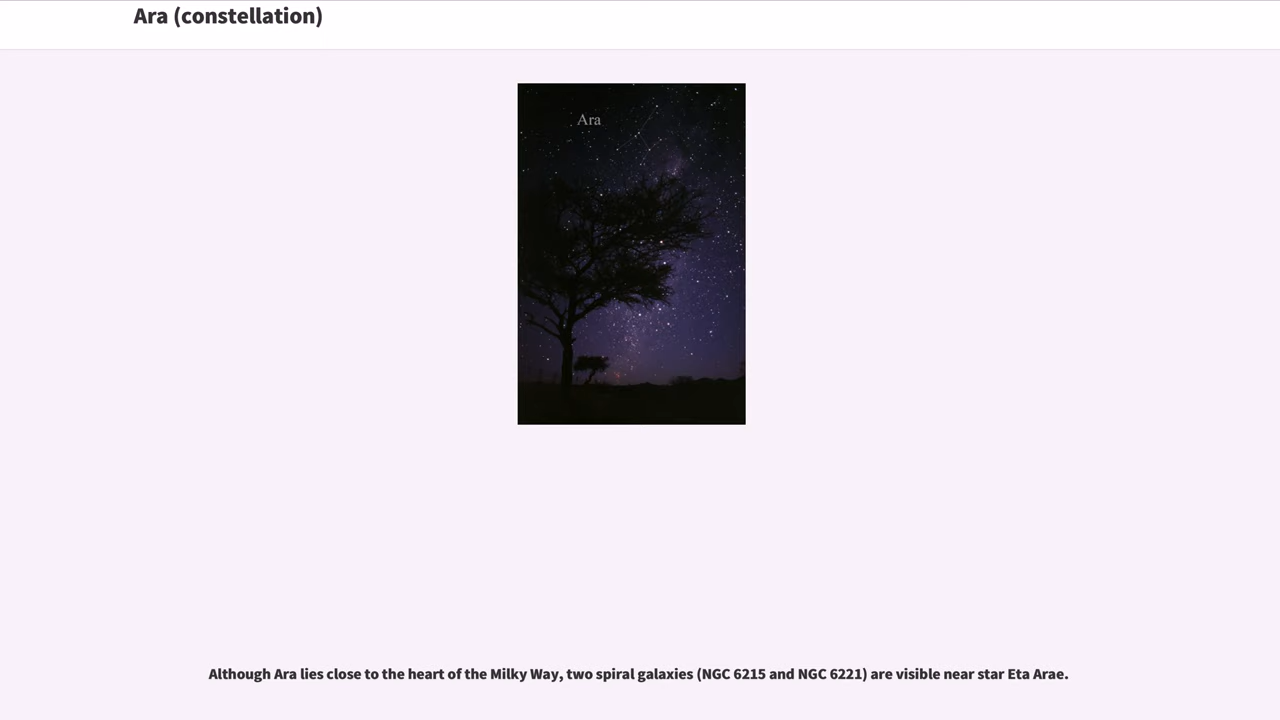 Ara (constellation)
Ara
Although Ara lies close to the heart of the Milky Way, two spiral galaxies (NGC 6215 and NGC 6221) are visible near star Eta Arae.